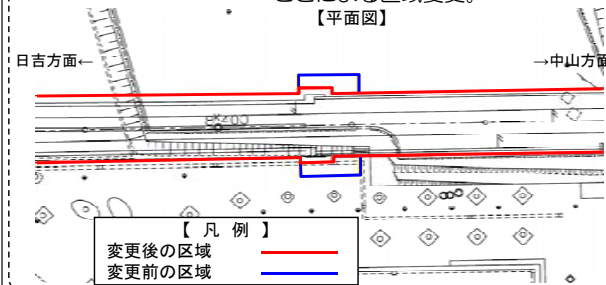 ことによる区域変更。
【平面図】
日吉方面←
→中山方面
【 凡 例 】
変更後の区域
変更前の区域